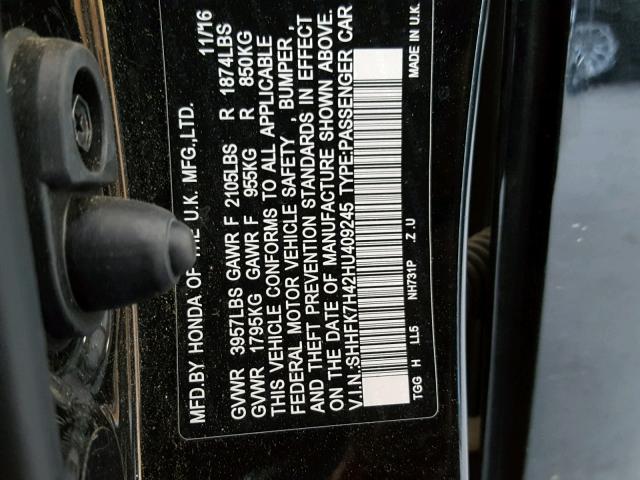 MFD.BY HONDA OF THE U.K. MFG.,LTD. 11/16
GVWR 3957LBS GAWR F 2105LBS R 1874LBS
GVWR 1795KG GAWR F 955KG R 850KG
THIS VEHICLE CONFORMS TO ALL APPLICABLE
FEDERAL MOTOR VEHICLE SAFETY , BUMPER ,
AND THEFT PREVENTION STANDARDS IN EFFECT
ON THE DATE OF MANUFACTURE SHOWN ABOVE.
V.I.N.:SHHFK7H42HU409245 TYPE:PASSENGER CAR
TGG H LL5 NH731P Z .U MADE IN U.K.